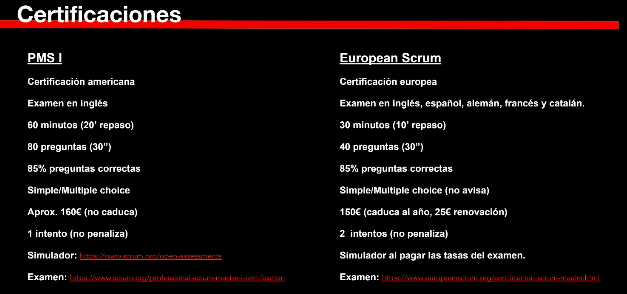 Certificaciones
PMS I
Certificación americana
Examen en inglés
60 minutos (20’ repaso)
80 preguntas (30”)
85% preguntas correctas
Simple/Multiple choice
Aprox. 160€ (no caduca)
1 intento (no penaliza)
Simulador: https://www.scrum.org/open-assessments
Examen: https://www.scrum.org/professional-scrum-master-i-certification
European Scrum
Certificación europea
Examen en inglés, español, alemán, francés y catalán.
30 minutos (10’ repaso)
40 preguntas (30”)
85% preguntas correctas
Simple/Multiple choice (no avisa)
150€ (caduca al año, 25€ renovación)
2 intentos (no penaliza)
Simulador al pagar las tasas del examen.
Examen: https://www.europeanscrum.org/certificacion-scrum-master.html